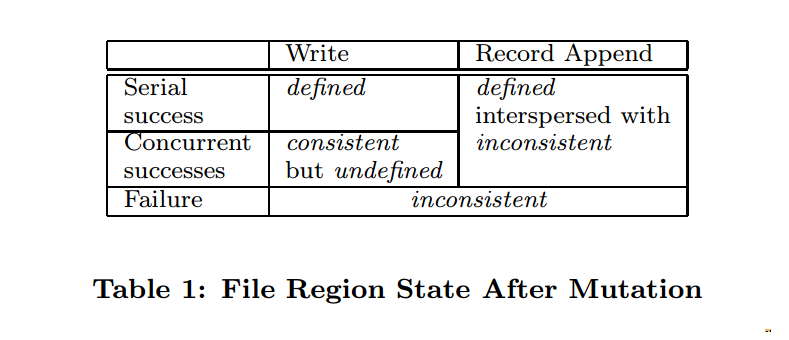 Write Record Append
Serial defined defined
success interspersed with
Concurrent consistent inconsistent
successes but undefined
Failure inconsistent
Table 1: File Region State After Mutation